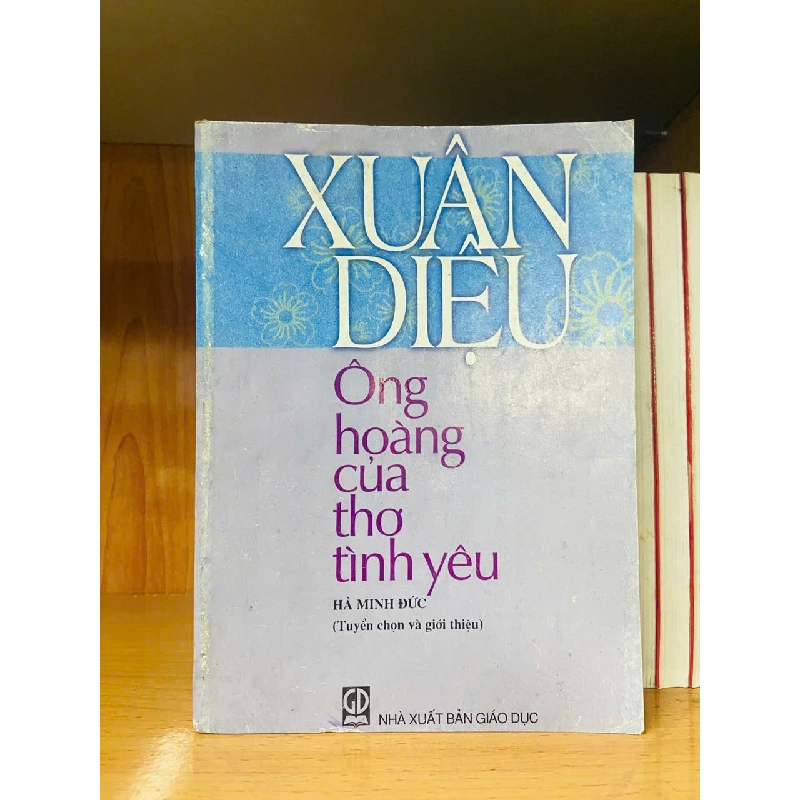 XUÂN
DIỆU
Ông
hoàng
của
thơ
tình yêu
HÀ MINH ĐỨC
(Tuyển chọn và giới thiệu)
GD
NHÀ XUẤT BẢN GIÁO DỤC